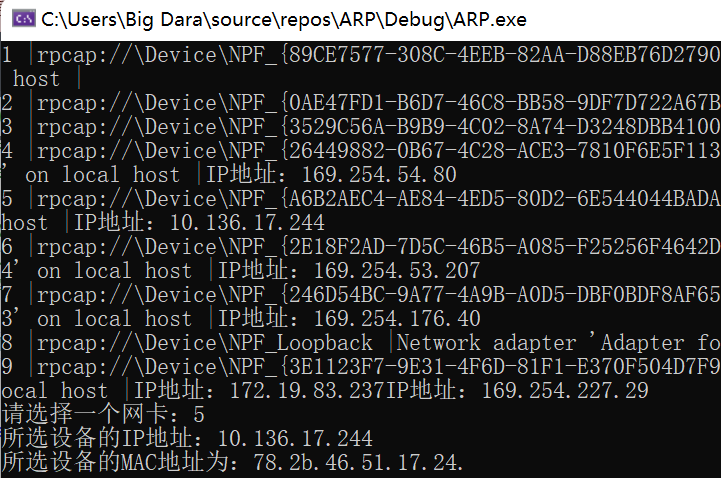 C:\Users\Big Dara\source\repos\ARP\Debug\ARP.exe
1 |rpcap://\Device\NPF_{89CE7577-308C-4EEB-82AA-D88EB76D2790
host |
2 |rpcap://\Device\NPF_{0AE47FD1-B6D7-46C8-BB58-9DF7D722A67B
3 |rpcap://\Device\NPF_{3529C56A-B9B9-4C02-8A74-D3248DBB4100
4 |rpcap://\Device\NPF_{26449882-0B67-4C28-ACE3-7810F6E5F113
' on local host |IP地址：169.254.54.80
5 |rpcap://\Device\NPF_{A6B2AEC4-AE84-4ED5-80D2-6E544044BADA
host |IP地址：10.136.17.244
6 |rpcap://\Device\NPF_{2E18F2AD-7D5C-46B5-A085-F25256F4642D
4' on local host |IP地址：169.254.53.207
7 |rpcap://\Device\NPF_{246D54BC-9A77-4A9B-A0D5-DBF0BDF8AF65
3' on local host |IP地址：169.254.176.40
8 |rpcap://\Device\NPF_Loopback |Network adapter 'Adapter fo
9 |rpcap://\Device\NPF_{3E1123F7-9E31-4F6D-81F1-E370F504D7F9
ocal host |IP地址：172.19.83.237IP地址：169.254.227.29
请选择一个网卡：5
所选设备的IP地址：10.136.17.244
所选设备的MAC地址为：78.2b.46.51.17.24.